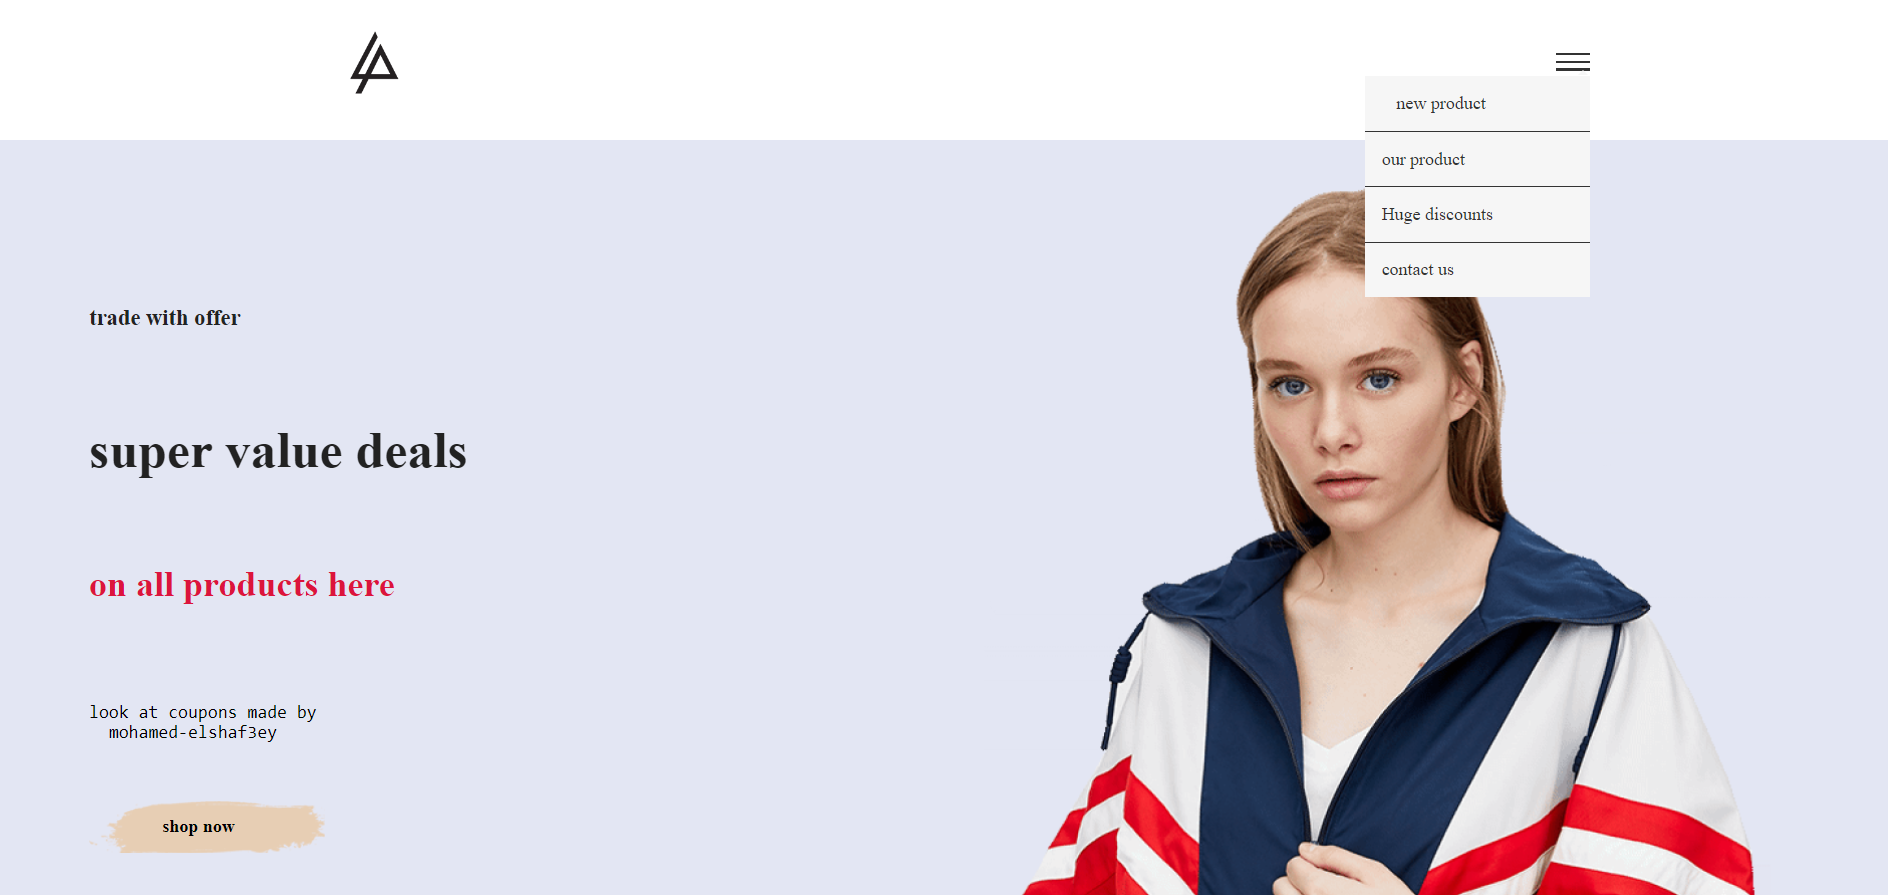 new product
our product
Huge discounts
contact us
trade with offer
super value deals
on all products here
look at coupons made by
mohamed-elshaf3ey
shop now